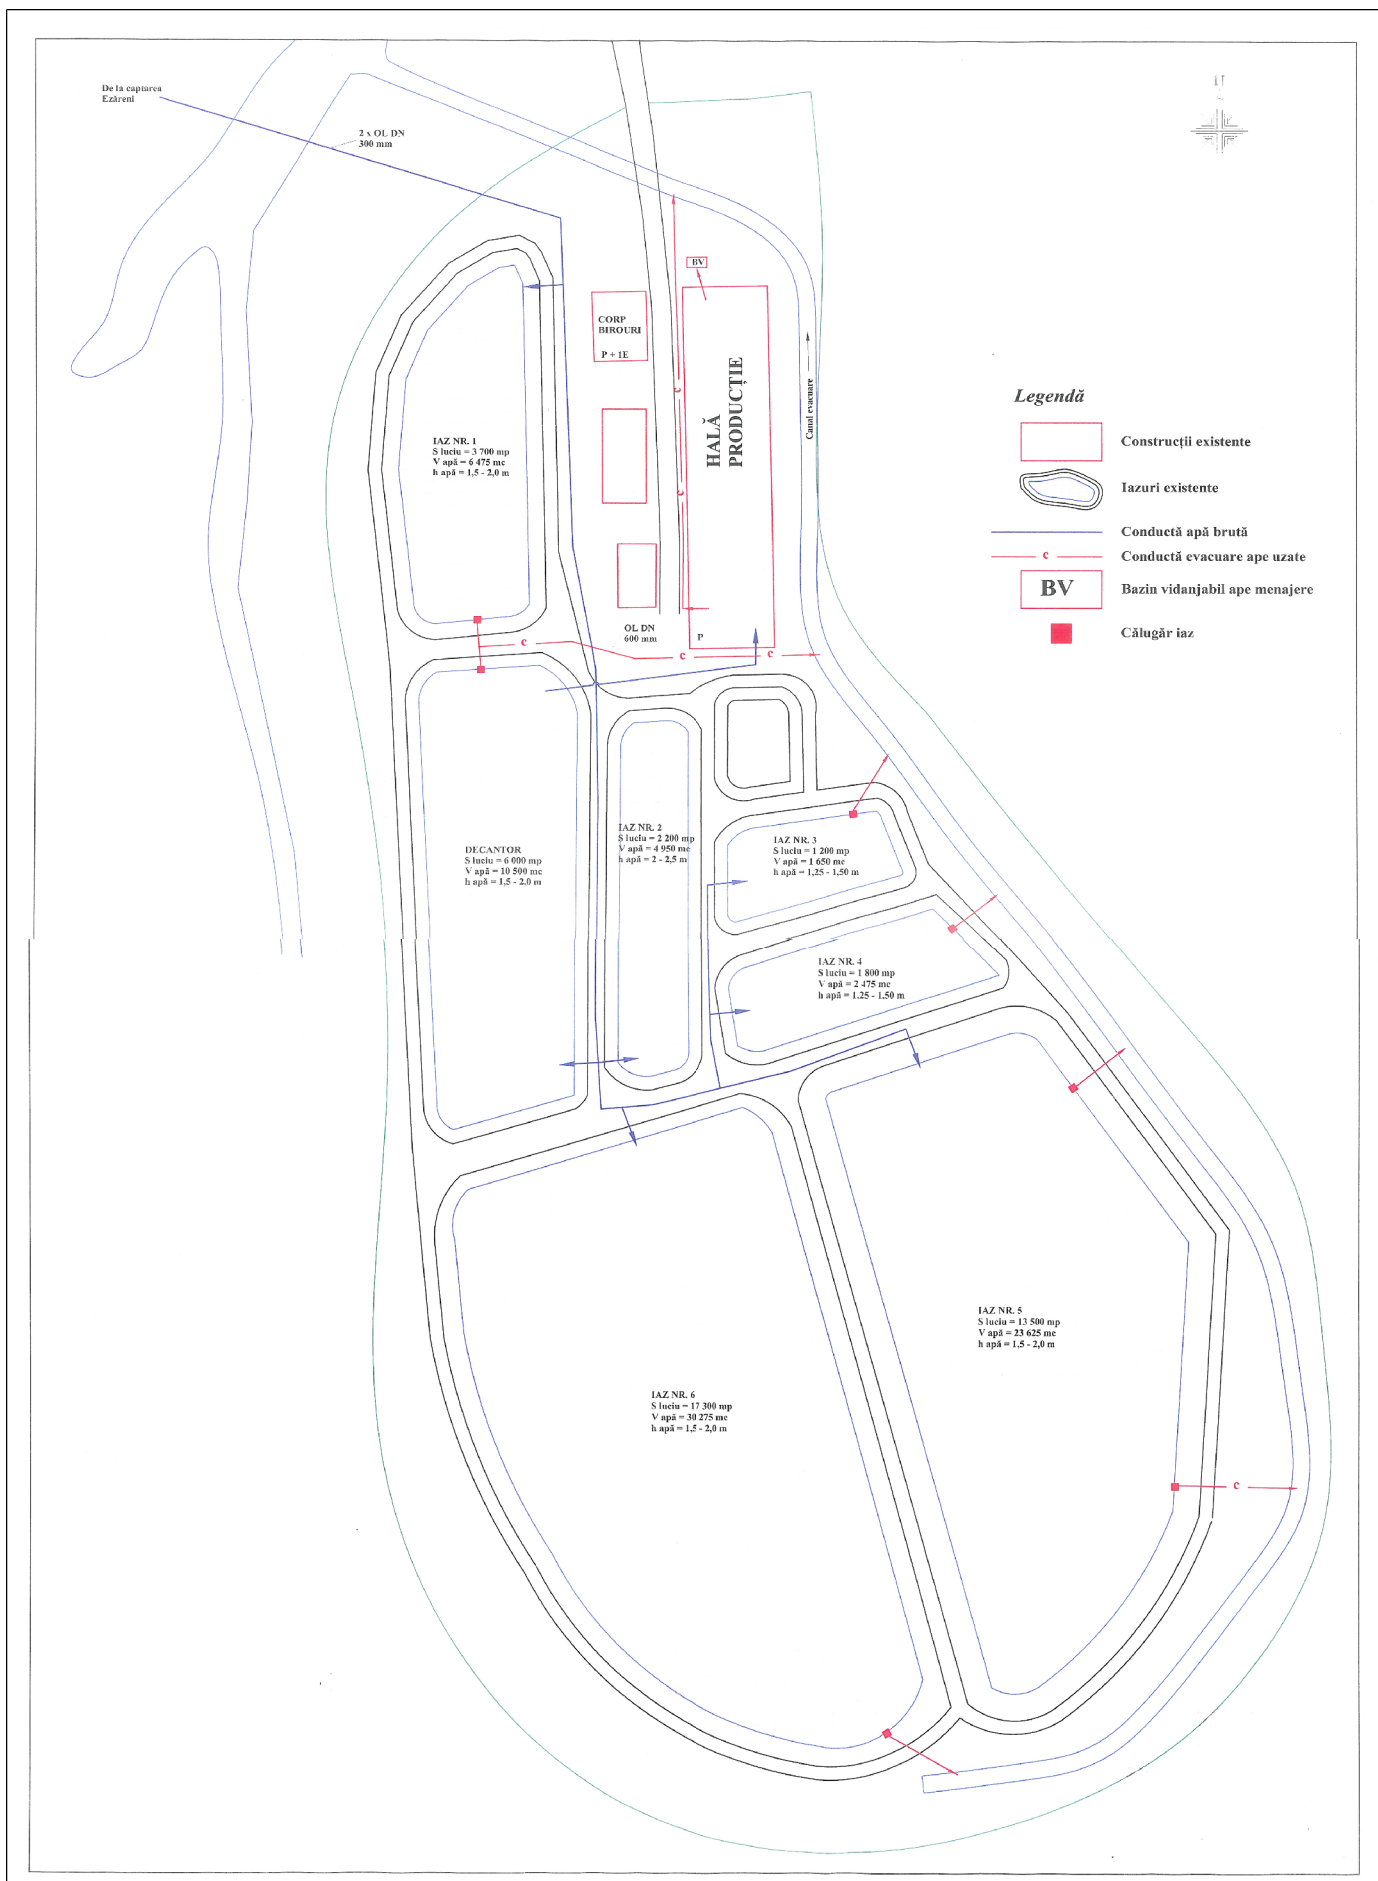 De la captarea
Ezăreni
2 x OL DN
300 mm
BV
CORP
BIROURI
P + 1E
HALĂ
PRODUCȚIE
Canal evacuare
c
c
OL DN
600 mm
P
c
c
c
IAZ NR. 1
S luciu = 3 700 mp
V apă = 6 475 mc
h apă = 1,5 - 2,0 m
Legendă
Construcții existente
Iazuri existente
Conductă apă brută
c
Conductă evacuare ape uzate
BV
Bazin vidanjabil ape menajere
Călugăr iaz
DECANTOR
S luciu = 6 000 mp
V apă = 10 500 mc
h apă = 1,5 - 2,0 m
IAZ NR. 2
S luciu = 2 200 mp
V apă = 4 950 mc
h apă = 2 - 2,5 m
IAZ NR. 3
S luciu = 1 200 mp
V apă = 1 650 mc
h apă = 1,25 - 1,50 m
IAZ NR. 4
S luciu = 1 800 mp
V apă = 2 475 mc
h apă = 1,25 - 1,50 m
IAZ NR. 5
S luciu = 13 500 mp
V apă = 23 625 mc
h apă = 1,5 - 2,0 m
IAZ NR. 6
S luciu = 17 300 mp
V apă = 30 275 mc
h apă = 1,5 - 2,0 m
c